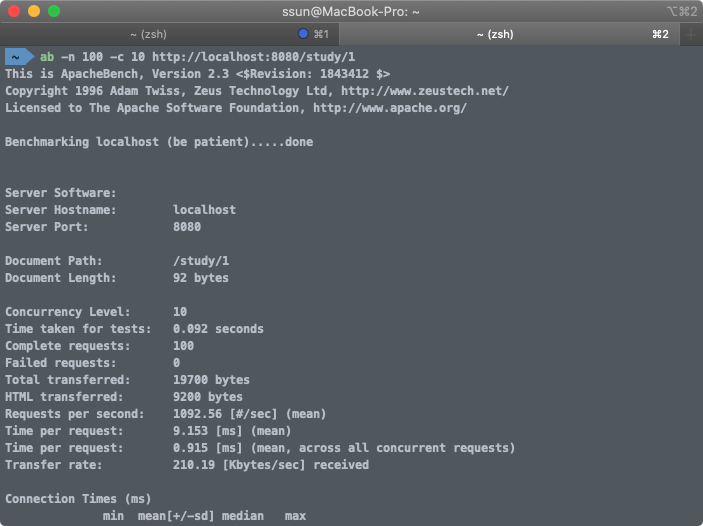 ssun@MacBook-Pro: ~
⌥⌘2
~ (zsh) ⌘1 ~ (zsh) ⌘2 +
~ ab -n 100 -c 10 http://localhost:8080/study/1
This is ApacheBench, Version 2.3 <$Revision: 1843412 $>
Copyright 1996 Adam Twiss, Zeus Technology Ltd, http://www.zeustech.net/
Licensed to The Apache Software Foundation, http://www.apache.org/
Benchmarking localhost (be patient).....done
Server Software:
Server Hostname: localhost
Server Port: 8080
Document Path: /study/1
Document Length: 92 bytes
Concurrency Level: 10
Time taken for tests: 0.092 seconds
Complete requests: 100
Failed requests: 0
Total transferred: 19700 bytes
HTML transferred: 9200 bytes
Requests per second: 1092.56 [#/sec] (mean)
Time per request: 9.153 [ms] (mean)
Time per request: 0.915 [ms] (mean, across all concurrent requests)
Transfer rate: 210.19 [Kbytes/sec] received
Connection Times (ms)
min mean[+/-sd] median max